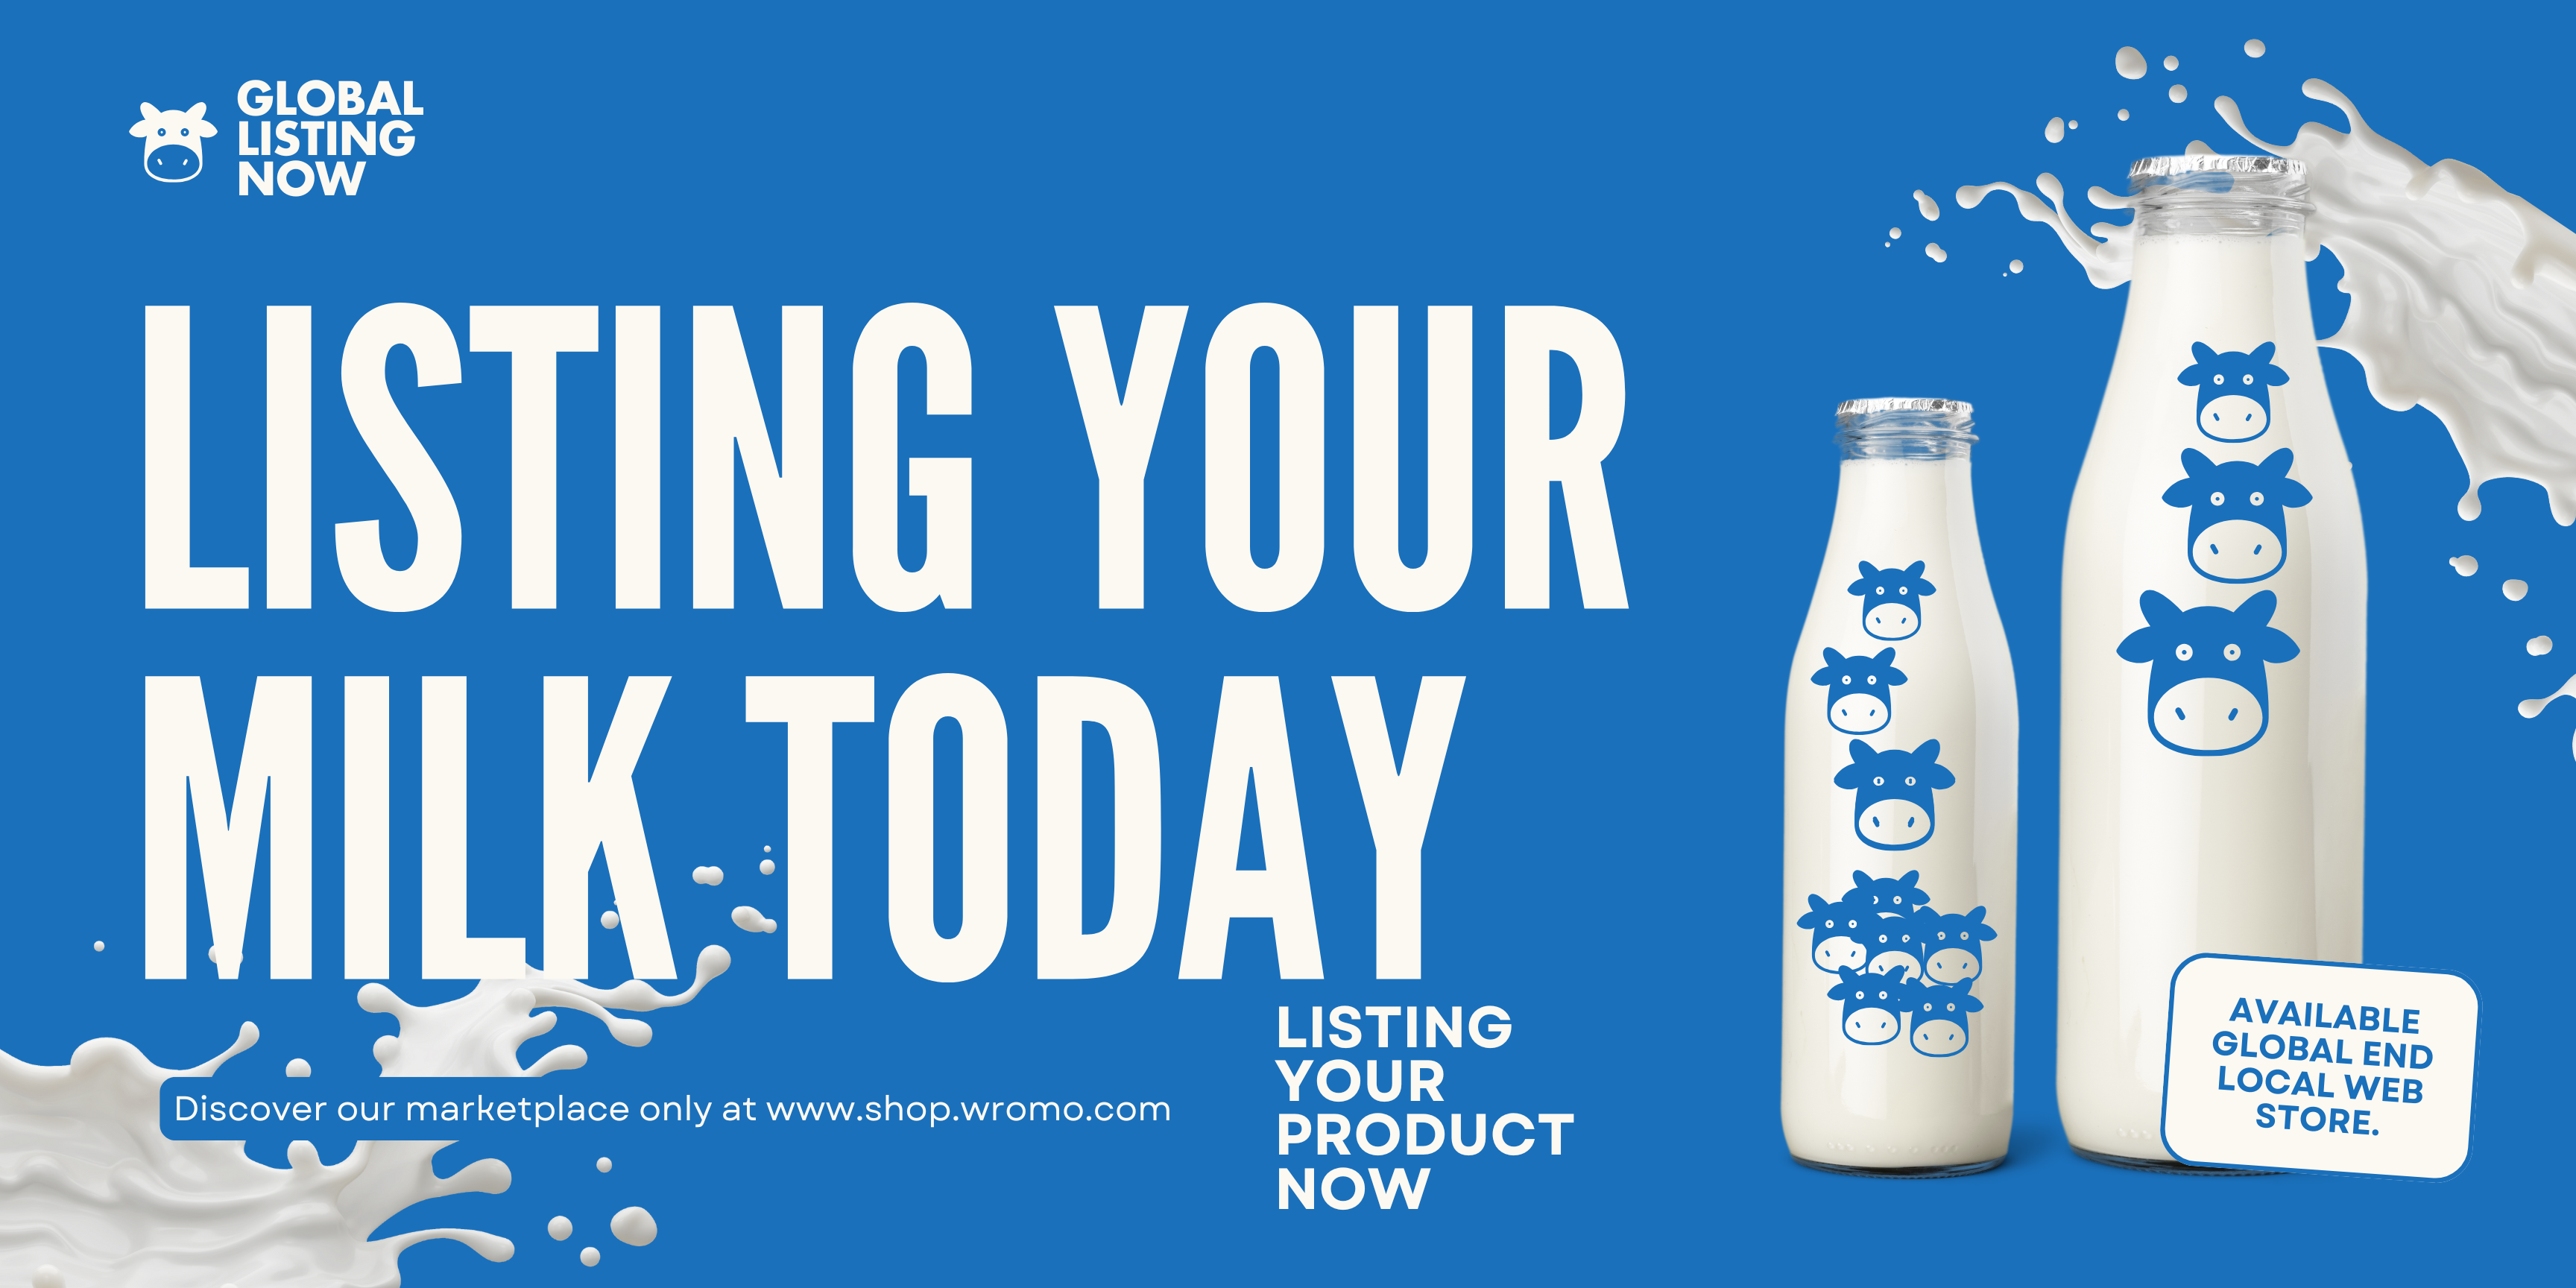 GLOBAL
LISTING
NOW
LISTING YOUR
MILK TODAY
Discover our marketplace only at www.shop.wromo.com
LISTING
YOUR
PRODUCT
NOW
AVAILABLE
GLOBAL END
LOCAL WEB
STORE.